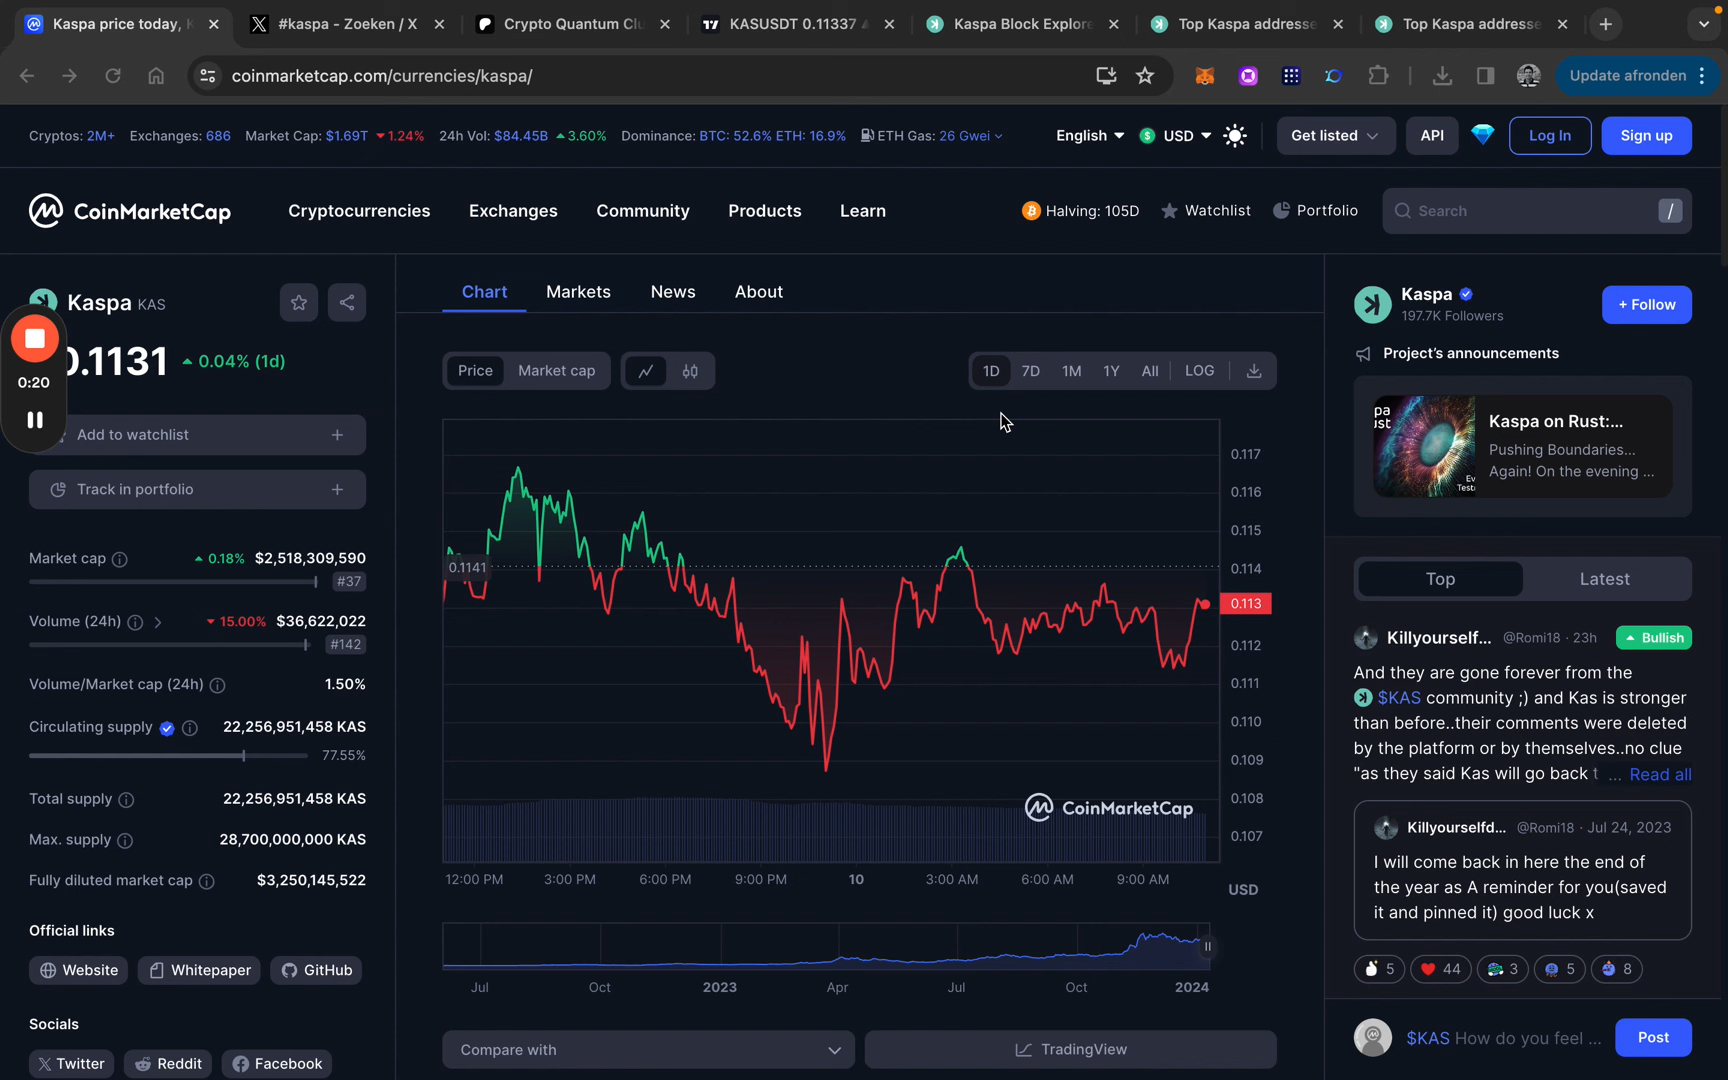 Kaspa price today, K
#kaspa - Zoeken / X
Crypto Quantum Clu
KASUSDT 0.11337
Kaspa Block Explore
Top Kaspa addresse
Top Kaspa addresse
coinmarketcap.com/currencies/kaspa/
Update afronden
Cryptos: 2M+ Exchanges: 686 Market Cap: $1.69T 1.24% 24h Vol: $84.45B 3.60% Dominance: BTC: 52.6% ETH: 16.9% ETH Gas: 26 Gwei
English USD Get listed API Log In Sign up
CoinMarketCap
Cryptocurrencies Exchanges Community Products Learn
Halving: 105D Watchlist Portfolio Search /
Kaspa KAS
0.1131 0.04% (1d)
0:20
Add to watchlist
Track in portfolio
Market cap 0.18% $2,518,309,590
#37
Volume (24h) 15.00% $36,622,022
#142
Volume/Market cap (24h) 1.50%
Circulating supply 22,256,951,458 KAS
77.55%
Total supply 22,256,951,458 KAS
Max. supply 28,700,000,000 KAS
Fully diluted market cap $3,250,145,522
Official links
Website Whitepaper GitHub
Socials
Twitter Reddit Facebook
Chart Markets News About
Price Market cap
1D 7D 1M 1Y All LOG
0.117
0.116
0.115
0.1141
0.114
0.113
0.112
0.111
0.110
0.109
0.108
0.107
CoinMarketCap
12:00 PM 3:00 PM 6:00 PM 9:00 PM 10 3:00 AM 6:00 AM 9:00 AM
USD
Jul Oct 2023 Apr Jul Oct 2024
Compare with
TradingView
Kaspa
197.7K Followers
+ Follow
Project's announcements
pa
ust
Ev
Test
Kaspa on Rust:...
Pushing Boundaries...
Again! On the evening ...
Top Latest
Killyourself... @Romi18 · 23h Bullish
And they are gone forever from the
$KAS community ;) and Kas is stronger
than before..their comments were deleted
by the platform or by themselves..no clue
"as they said Kas will go back t ... Read all
Killyourselfd... @Romi18 · Jul 24, 2023
I will come back in here the end of
the year as A reminder for you(saved
it and pinned it) good luck x
5 44 3 5 8
$KAS How do you feel ...
Post